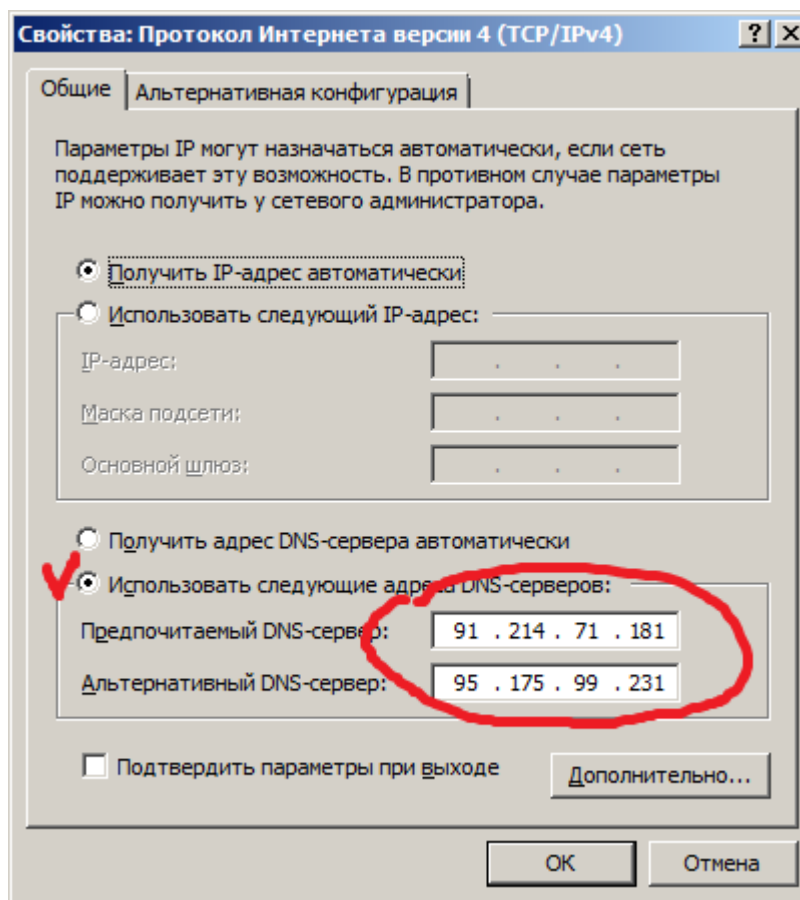 Свойства: Протокол Интернета версии 4 (TCP/IPv4)
Общие
Альтернативная конфигурация
Параметры IP могут назначаться автоматически, если сеть
поддерживает эту возможность. В противном случае параметры
IP можно получить у сетевого администратора.
Получить IP-адрес автоматически
Использовать следующий IP-адрес:
IP-адрес:
Маска подсети:
Основной шлюз:
Получить адрес DNS-сервера автоматически
Использовать следующие адреса DNS-серверов:
Предпочитаемый DNS-сервер: 91 . 214 . 71 . 181
Альтернативный DNS-сервер: 95 . 175 . 99 . 231
Подтвердить параметры при выходе
Дополнительно...
ОК
Отмена